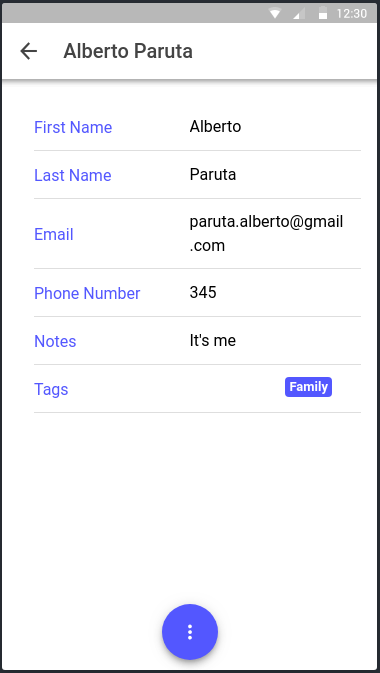 12:30
Alberto Paruta
First Name Alberto
Last Name Paruta
Email paruta.alberto@gmail
.com
Phone Number 345
Notes It's me
Tags Family